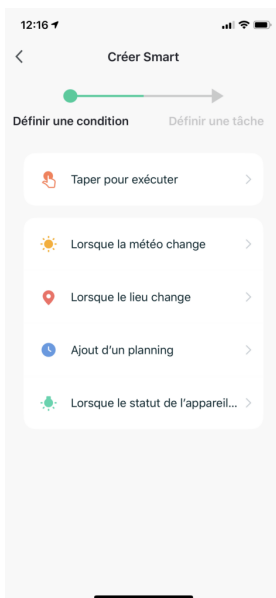 12:16
Créer Smart
Définir une condition Définir une tâche
Taper pour exécuter
Lorsque la météo change
Lorsque le lieu change
Ajout d'un planning
Lorsque le statut de l'appareil...